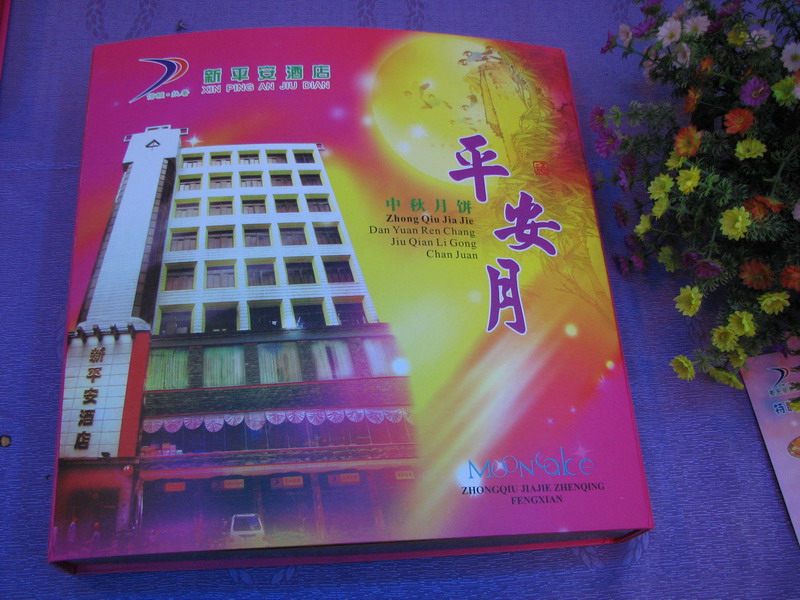 新平安酒店
XIN PING AN JIU DIAN
平安月
中秋月饼
Zhong Qiu Jia Jie
Dan Yuan Ren Chang
Jiu Qian Li Gong
Chan Juan
新平安酒店
MOONCAKE
ZHONGQIU JIAJIE ZHENQING
FENGXIAN